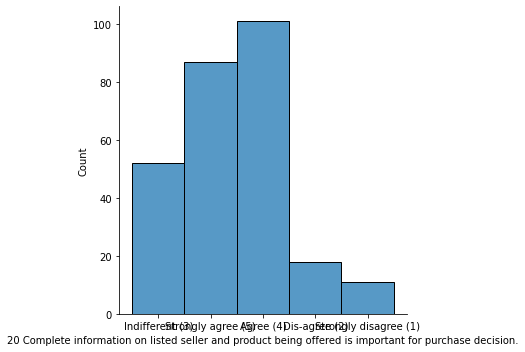 100
80
60
40
20
0
Count
Indifferent (3) Strongly agree (5) Agree (4) Dis-agree (2) Strongly disagree (1)
20 Complete information on listed seller and product being offered is important for purchase decision.